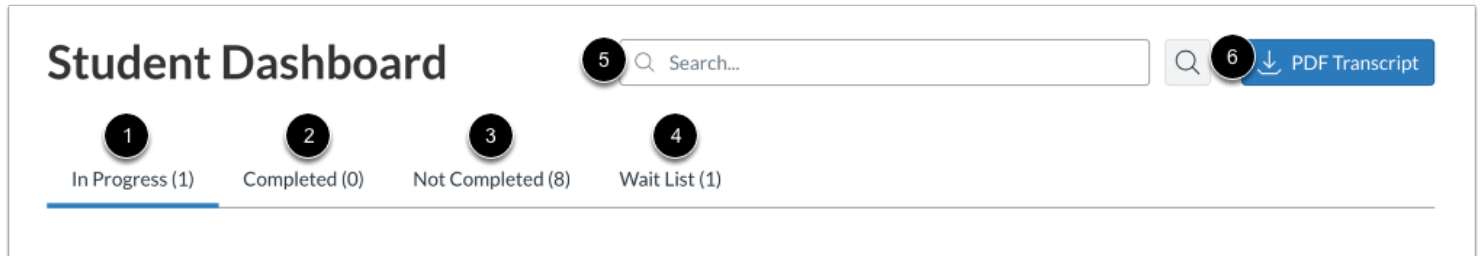 Student Dashboard
5
Search...
6
PDF Transcript
1
2
3
4
In Progress (1)
Completed (0)
Not Completed (8)
Wait List (1)